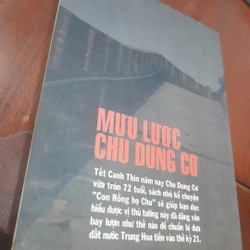 MƯU LƯỢC
CHU DUNG CƠ
Tết Canh Thìn năm nay Chu Dung Cơ
vừa tròn 72 tuổi, sách nhỏ kể chuyện
"Con Rồng họ Chu" sẽ giúp bạn đọc
hiểu được vị thủ tướng này đã đằng vân
bay lượn như thế nào để chuẩn bị đưa
đất nước Trung Hoa tiến vào thế kỷ 21.